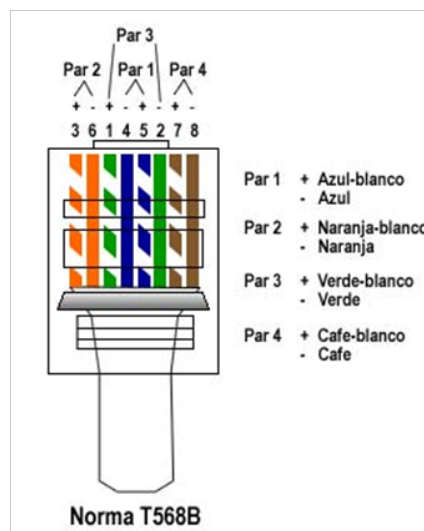 Par 3
Par 2 Par 1 Par 4
+ - + - + - + -
3 6 1 4 5 2 7 8
Par 1 + Azul-blanco
- Azul
Par 2 + Naranja-blanco
- Naranja
Par 3 + Verde-blanco
- Verde
Par 4 + Cafe-blanco
- Cafe
Norma T568B